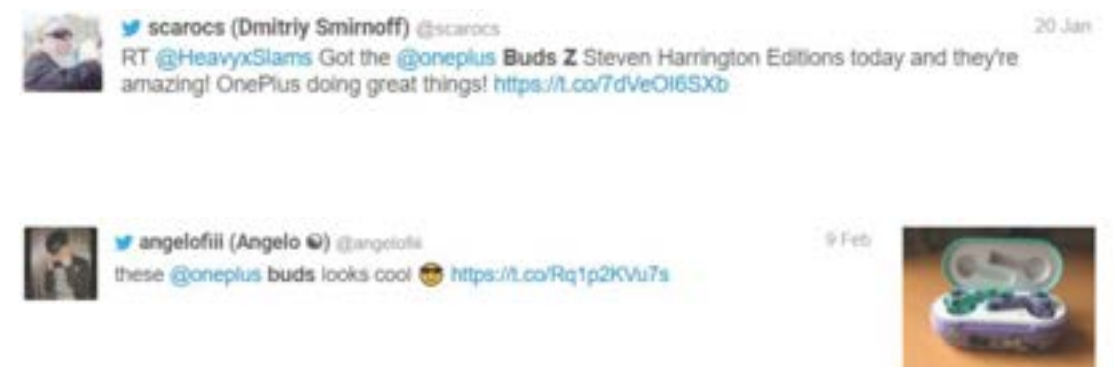 scarocs (Dmitriy Smirnoff) @scarocs 20 Jan
RT @HeavyxSlams Got the @oneplus Buds Z Steven Harrington Editions today and they're
amazing! OnePlus doing great things! https://t.co/7dVeOI6SXb
angelofiii (Angelo ☯) @angelofiii 9 Feb
these @oneplus buds looks cool 😎 https://t.co/Rq1p2KVu7s